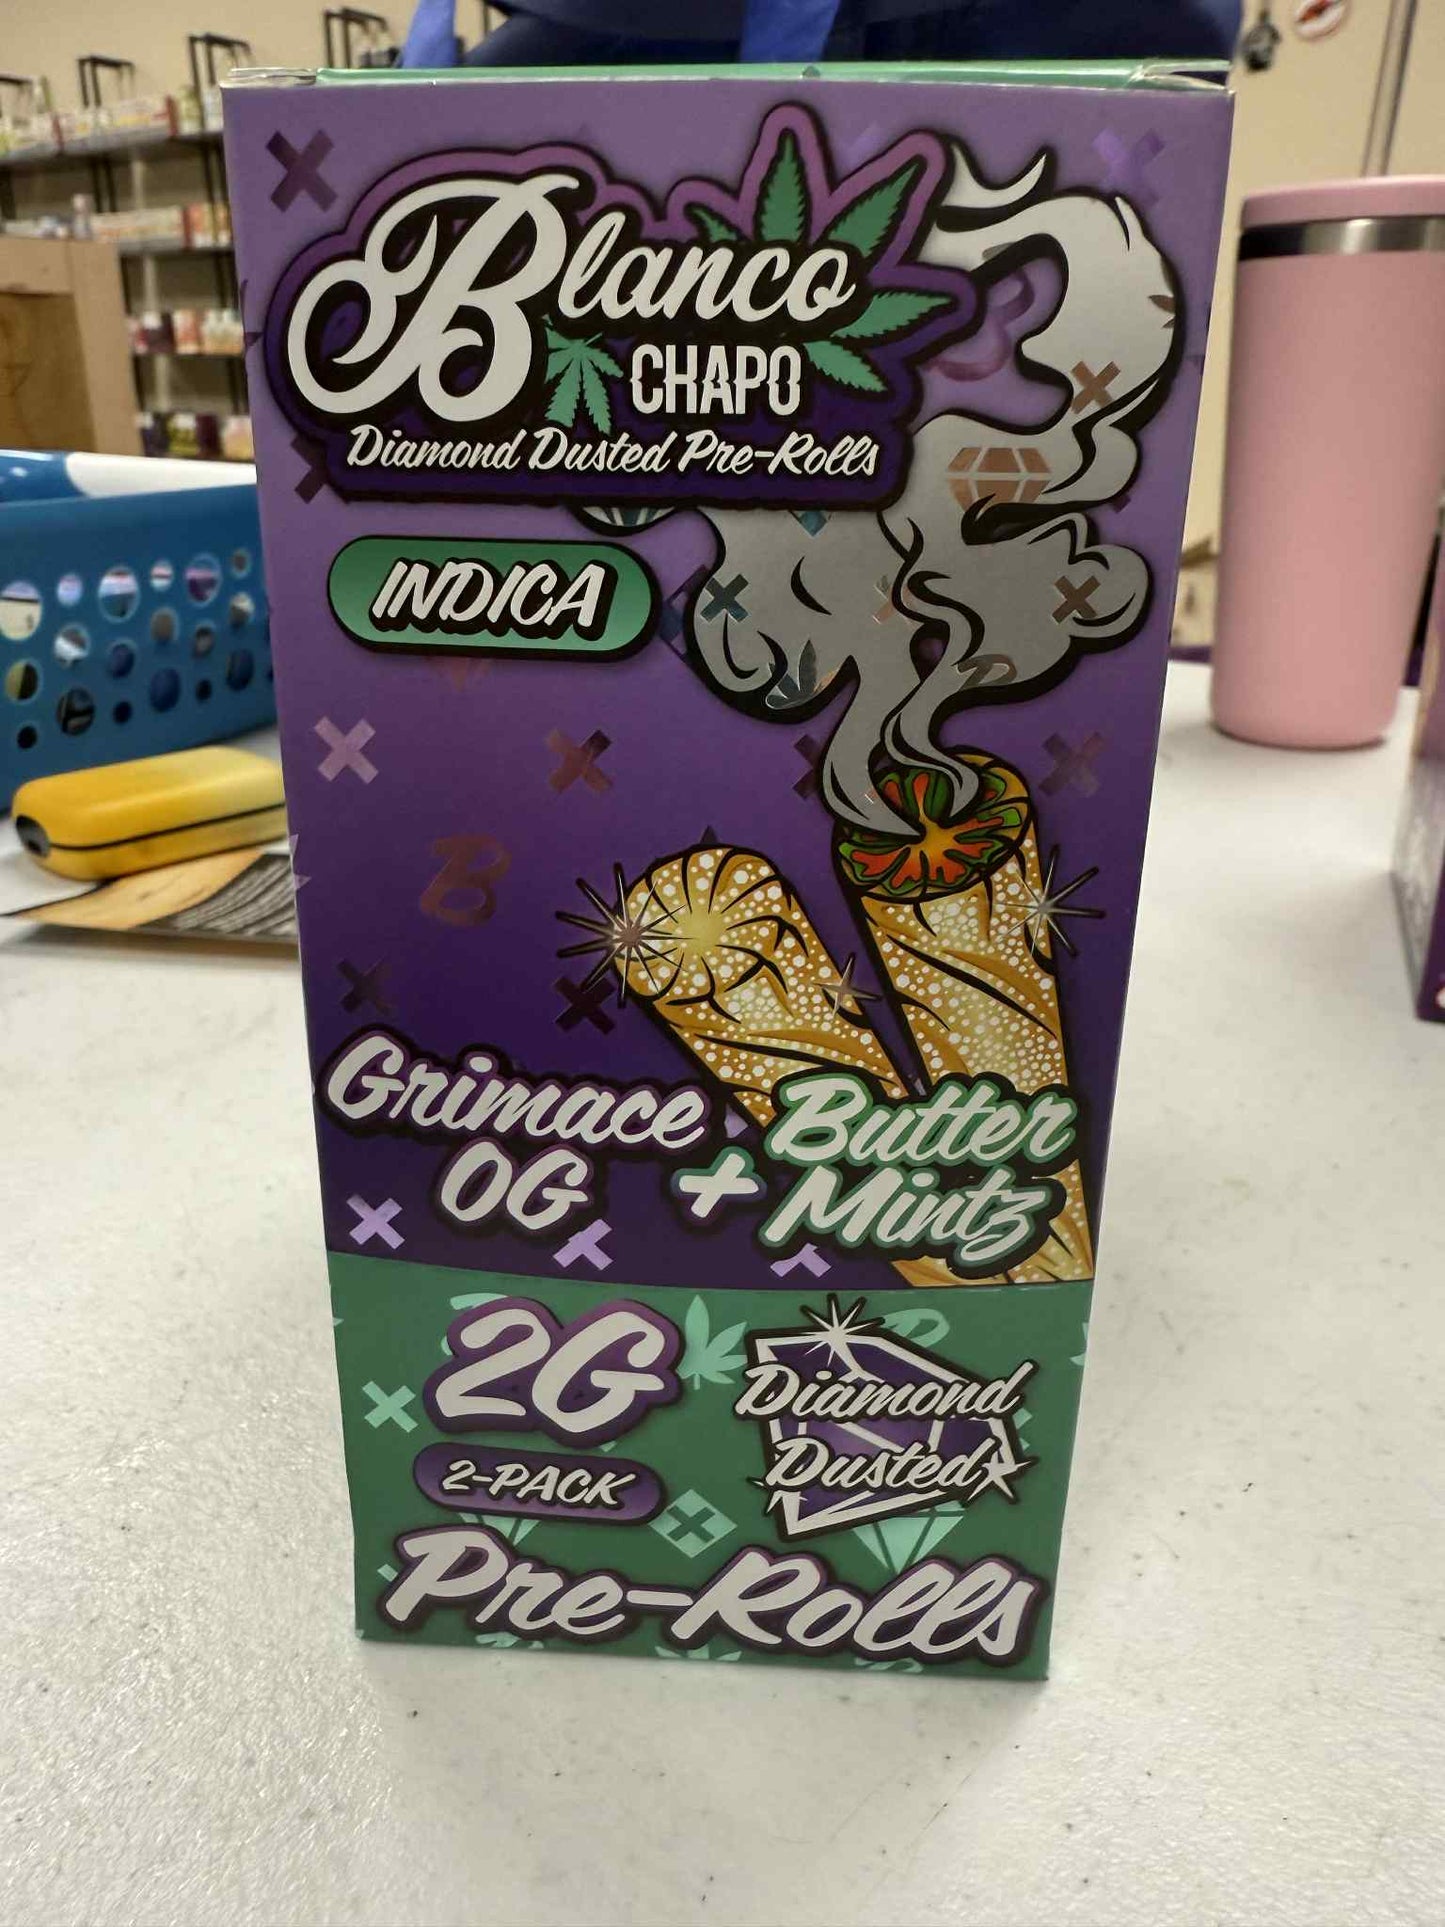 Blanco
CHAPO
Diamond Dusted Pre-Rolls
INDICA
B
Grimace
OG
+
Butter
Mintz
2G
2-PACK
Diamond
Dusted
Pre-Rolls